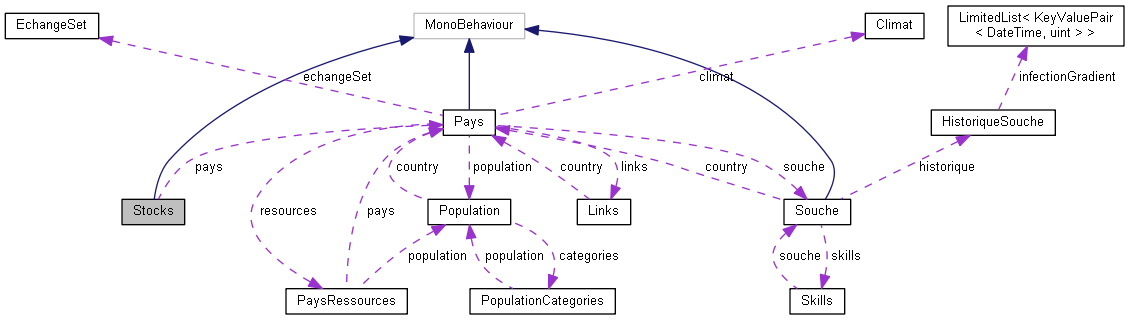 EchangeSet
MonoBehaviour
Climat
LimitedList< KeyValuePair
< DateTime, uint > >
echangeSet
climat
infectionGradient
Pays
HistoriqueSouche
pays
country
population
country
links
country
souche
historique
Stocks
resources
pays
Population
Links
Souche
population
population
categories
souche
skills
PaysRessources
PopulationCategories
Skills